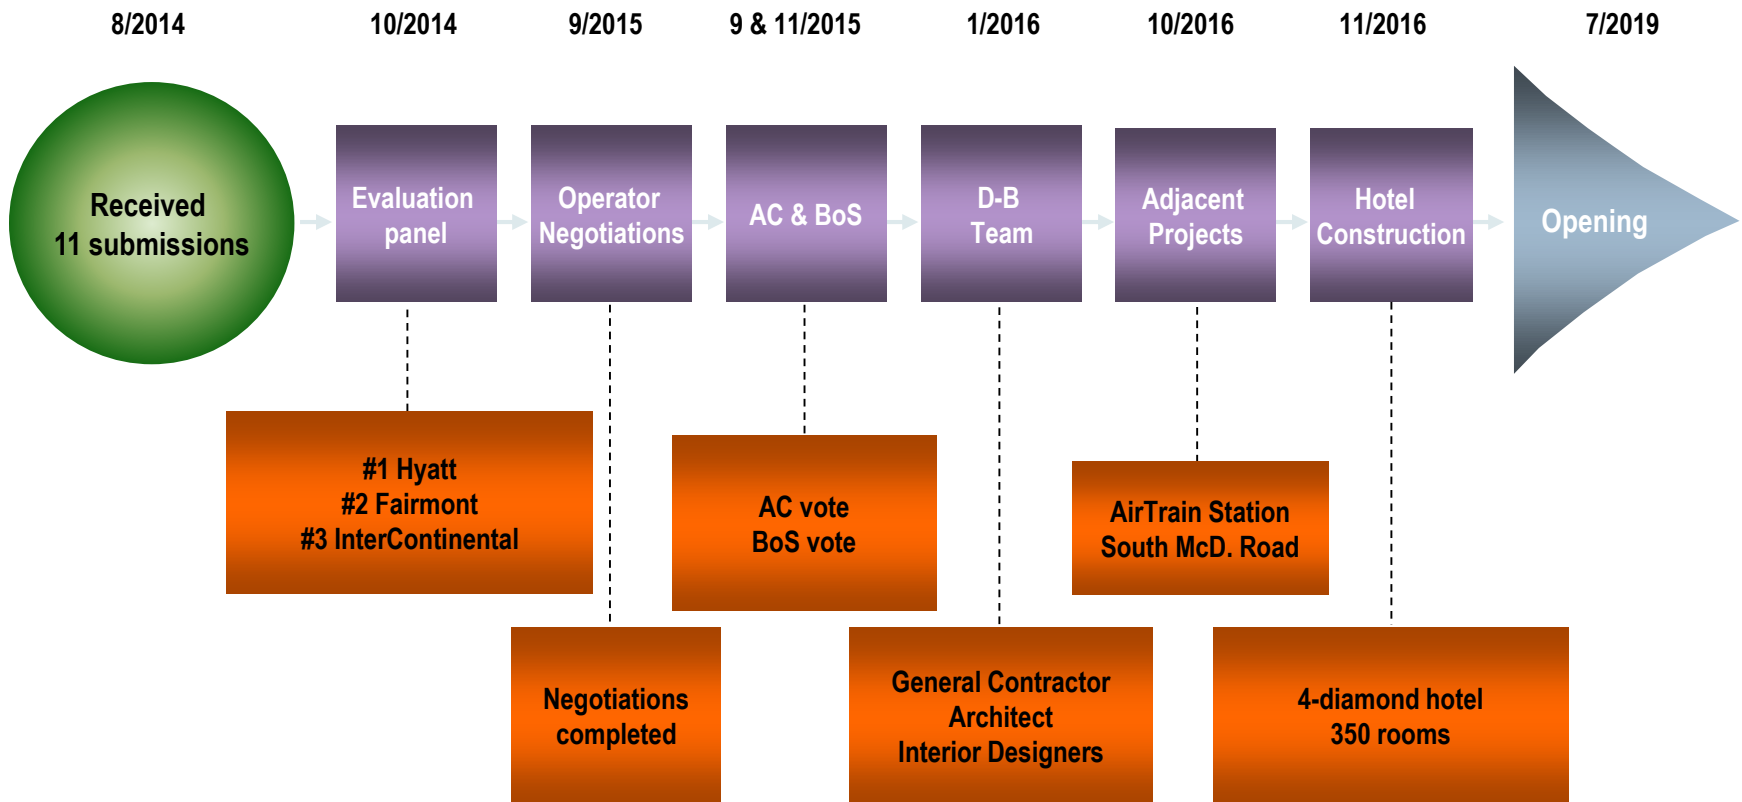 8/2014
10/2014
9/2015
9 & 11/2015
1/2016
10/2016
11/2016
7/2019
Received
11 submissions
Evaluation
panel
Operator
Negotiations
AC & BoS
D-B
Team
Adjacent
Projects
Hotel
Construction
Opening
#1 Hyatt
#2 Fairmont
#3 InterContinental
Negotiations
completed
AC vote
BoS vote
General Contractor
Architect
Interior Designers
AirTrain Station
South McD. Road
4-diamond hotel
350 rooms